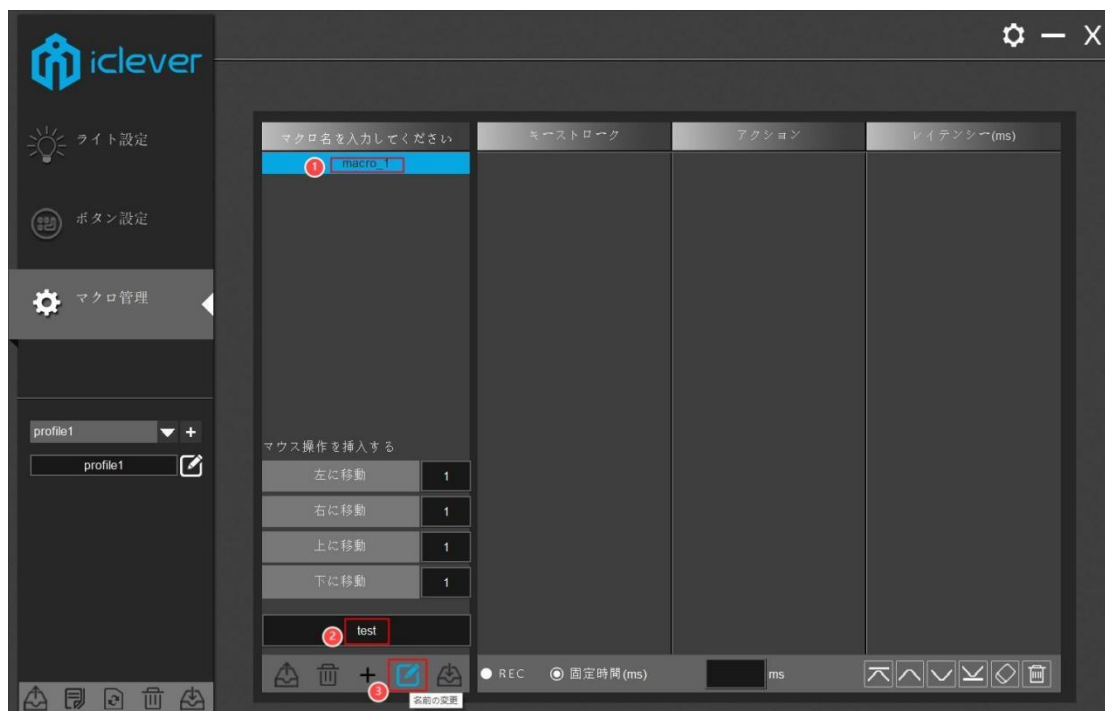 iclever
ライト設定
ボタン設定
マクロ管理
profile1
profile1
マクロ名を入力してください
キーストローク
アクション
レイテンシー(ms)
1
macro_1
マウス操作を挿入する
左に移動 1
右に移動 1
上に移動 1
下に移動 1
2
test
3
名前の変更
REC
固定時間(ms)
ms